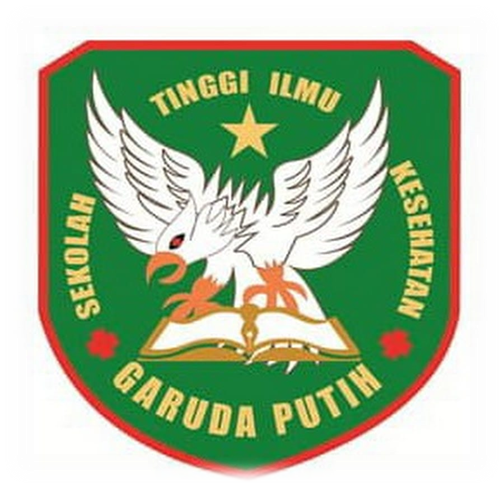 SEKOLAH TINGGI ILMU KESEHATAN
GARUDA PUTIH